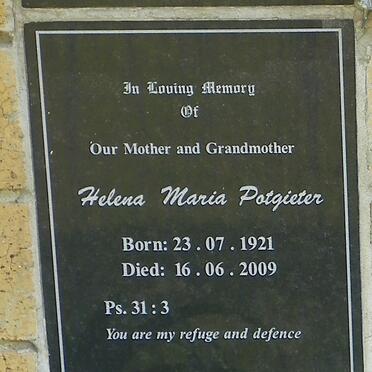 In Loving Memory
Of
Our Mother and Grandmother
Helena Maria Potgieter
Born: 23 . 07 . 1921
Died: 16 . 06 . 2009
Ps. 31 : 3
You are my refuge and defence